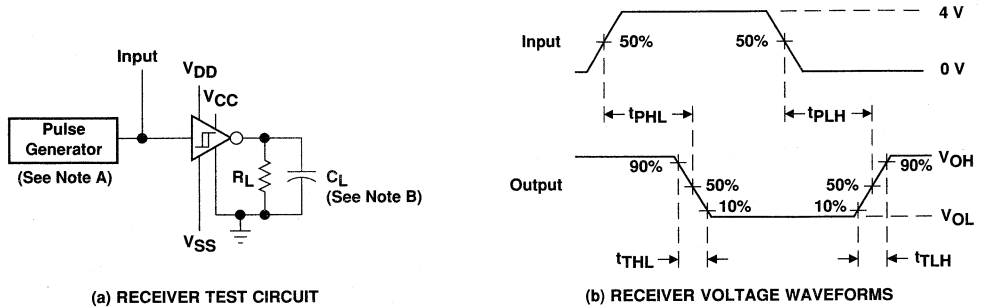 Input
VDD
VCC
Pulse
Generator
(See Note A)
RL
CL
(See Note B)
VSS
(a) RECEIVER TEST CIRCUIT
4 V
Input
50%
50%
0 V
tPHL
tPLH
VOH
90%
90%
Output
50%
50%
10%
10%
VOL
tTHL
tTLH
(b) RECEIVER VOLTAGE WAVEFORMS